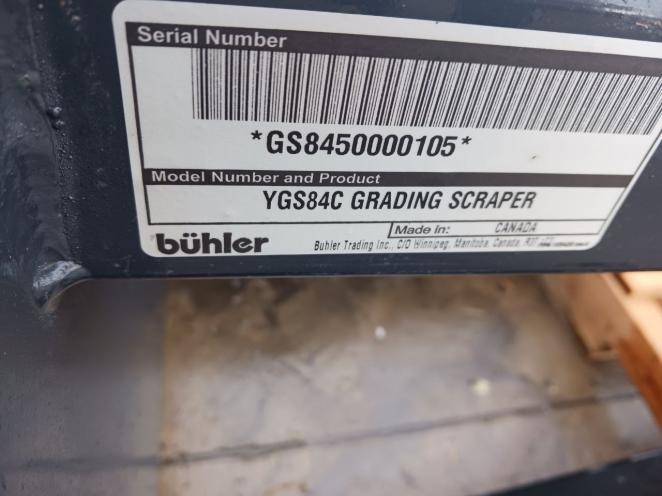 Serial Number
*GS8450000105*
Model Number and Product
YGS84C GRADING SCRAPER
Made in: CANADA
bühler
Buhler Trading Inc., C/O Winnipeg, Manitoba, Canada,